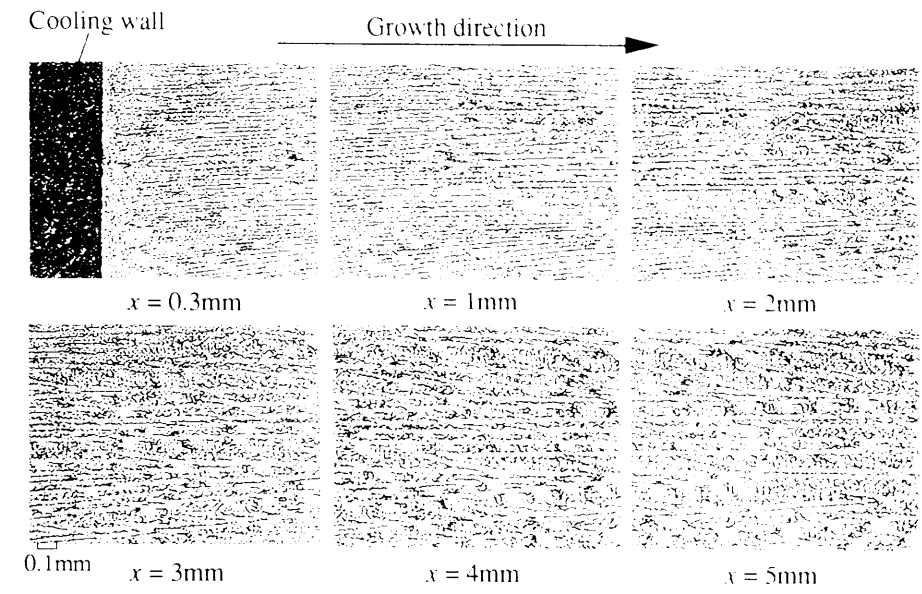 Cooling wall
Growth direction
x = 0.3mm
x = 1mm
x = 2mm
0.1mm
x = 3mm
x = 4mm
x = 5mm